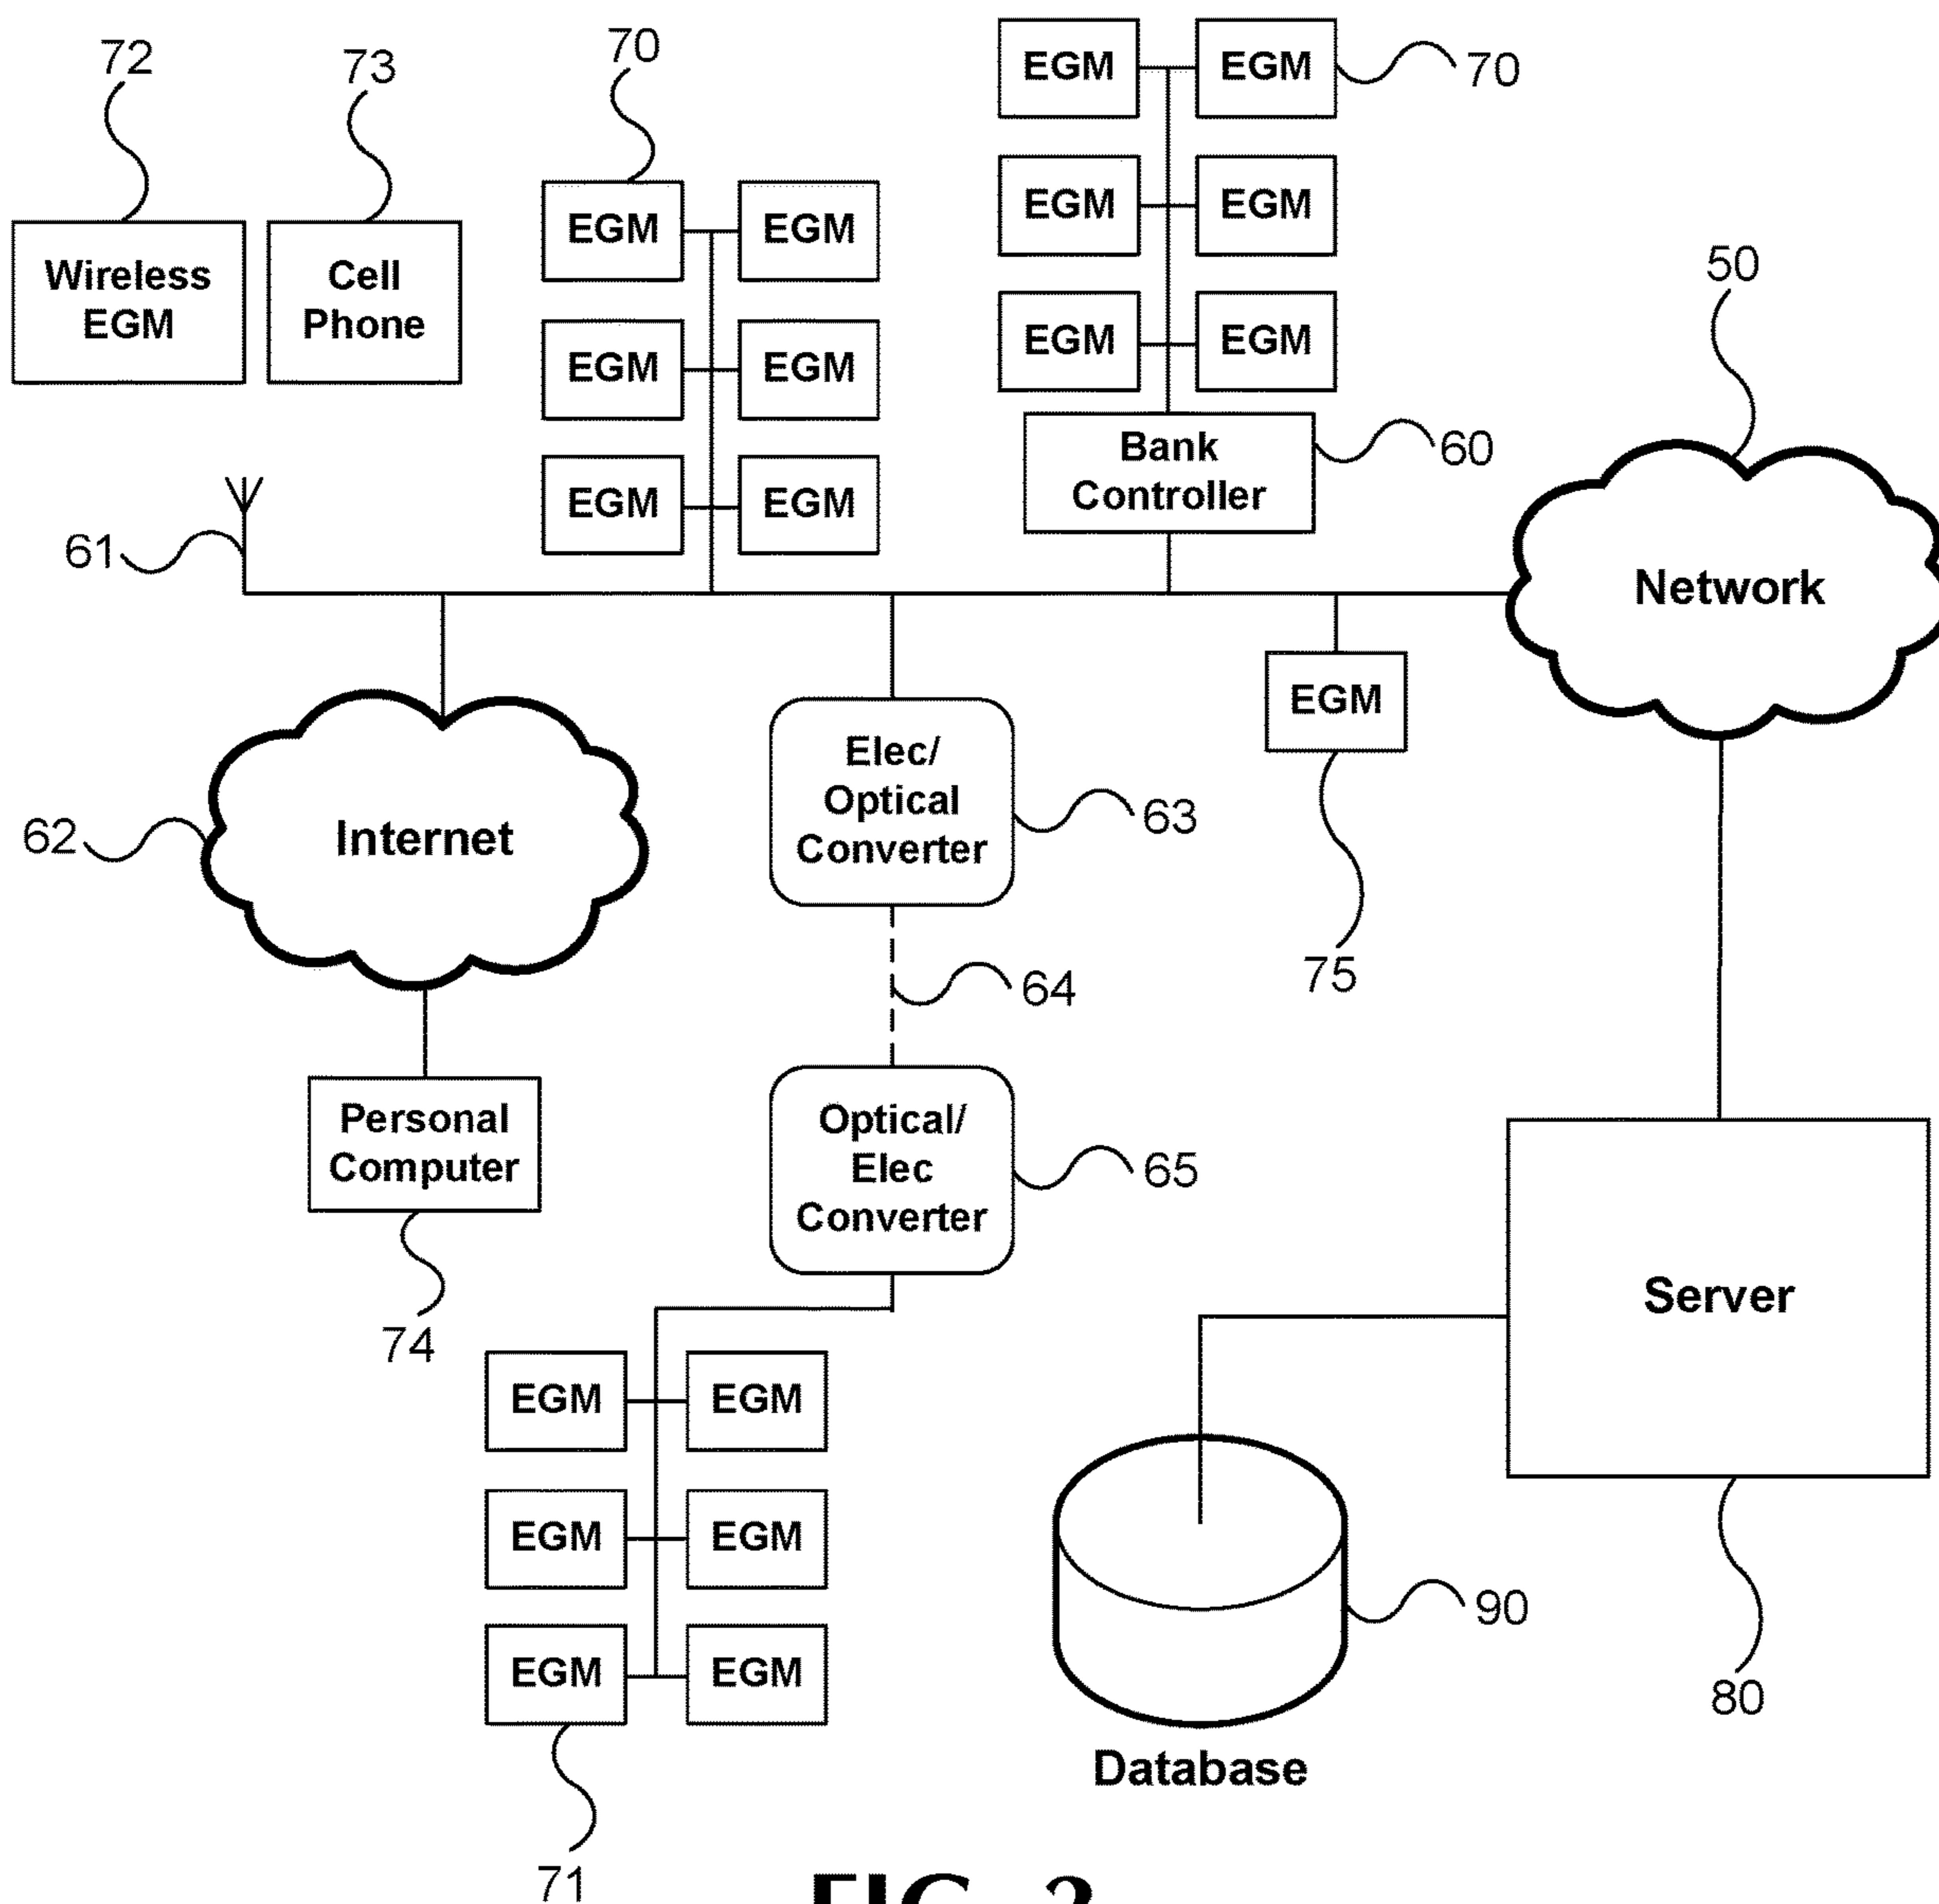 72
73
70
EGM
EGM
70
EGM
EGM
EGM
EGM
Wireless
EGM
Cell
Phone
EGM
EGM
EGM
EGM
EGM
EGM
50
Bank
Controller
60
61
Network
EGM
62
Internet
Elec/
Optical
Converter
63
75
64
Personal
Computer
Optical/
Elec
Converter
65
74
Server
EGM
EGM
EGM
EGM
EGM
EGM
90
80
Database
71
FIG. 2